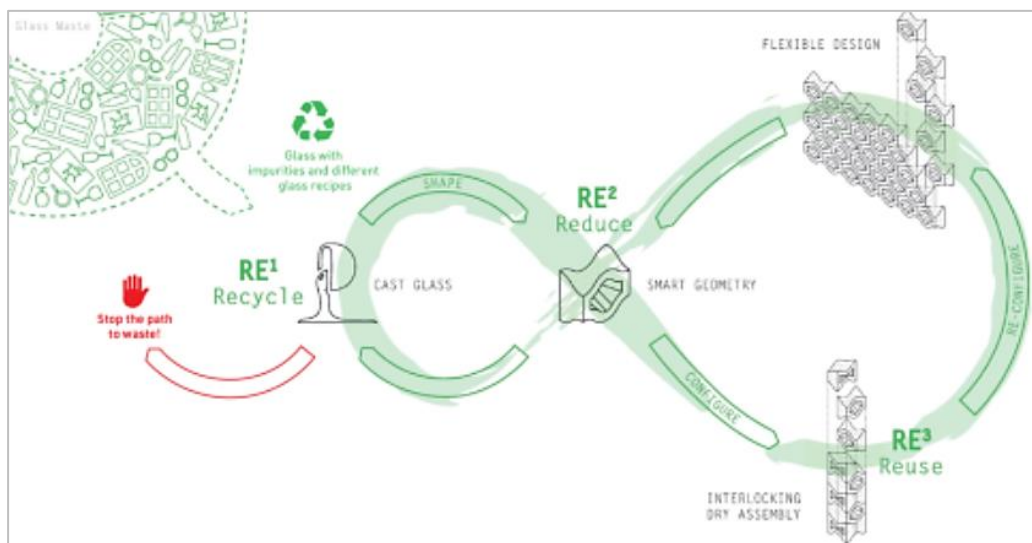 Glass Waste
FLEXIBLE DESIGN
Glass with
impurities and different
glass recipes
SHAPE
RE²
Reduce
RE¹
Recycle
CAST GLASS
SMART GEOMETRY
Stop the path
to waste!
RE-CONFIGURE
CONFIGURE
RE³
Reuse
INTERLOCKING
DRY ASSEMBLY